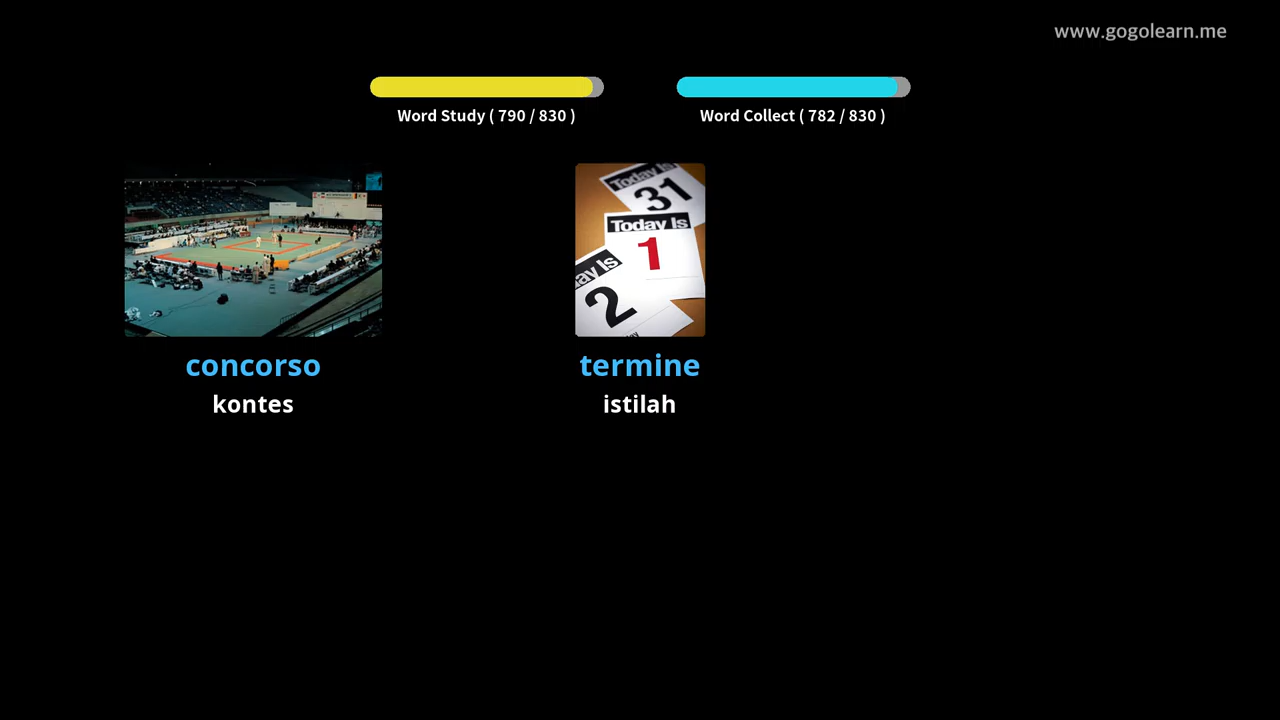 www.gogolearn.me
Word Study ( 790 / 830 )
Word Collect ( 782 / 830 )
Today Is
31
Today Is
1
ay Is
2
concorso
termine
kontes
istilah